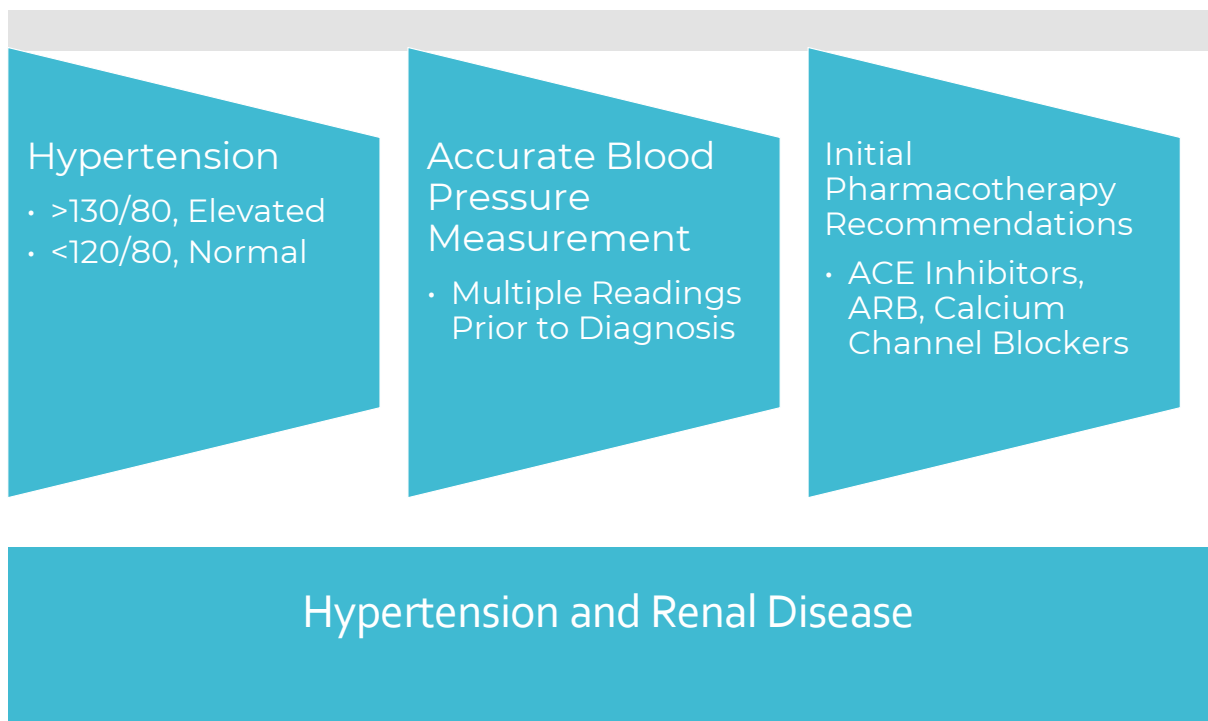 Hypertension
· >130/80, Elevated
· <120/80, Normal
Accurate Blood
Pressure
Measurement
· Multiple Readings
Prior to Diagnosis
Initial
Pharmacotherapy
Recommendations
· ACE Inhibitors,
ARB, Calcium
Channel Blockers
Hypertension and Renal Disease